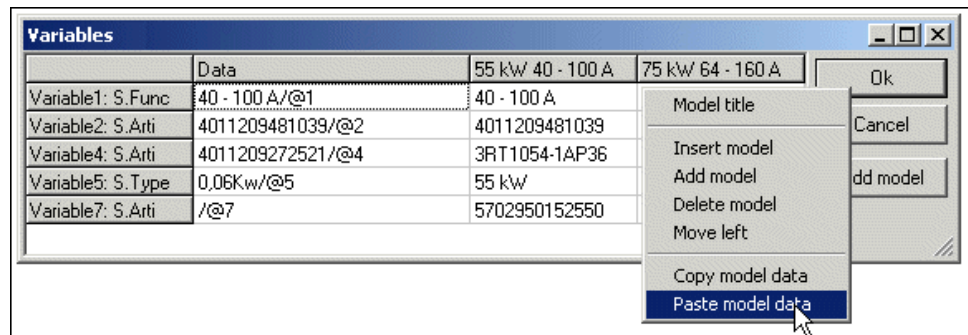 Variables
Data 55 kW 40 - 100 A 75 kW 64 - 160 A Ok
Variable1: S.Func 40 - 100 A/@1 40 - 100 A
Variable2: S.Arti 4011209481039/@2 4011209481039
Variable4: S.Arti 4011209272521/@4 3RT1054-1AP36
Variable5: S.Type 0,06Kw/@5 55 kW
Variable7: S.Arti /@7 5702950152550
Model title
Cancel
Insert model
Add model
dd model
Delete model
Move left
Copy model data
Paste model data